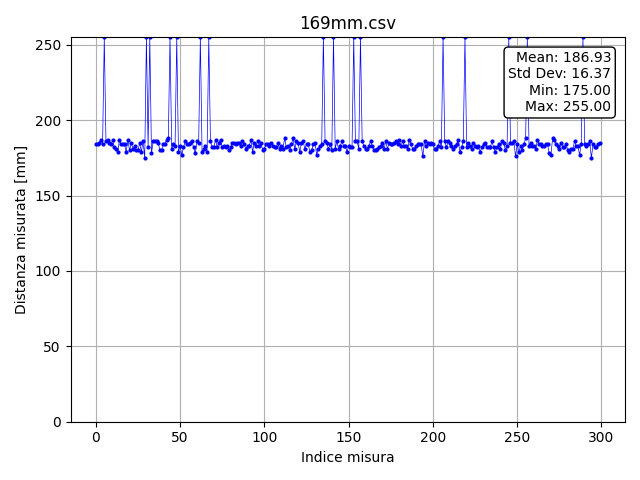 169mm.csv
Mean: 186.93
Std Dev: 16.37
Min: 175.00
Max: 255.00
Distanza misurata [mm]
250
200
150
100
50
0
0 50 100 150 200 250 300
Indice misura